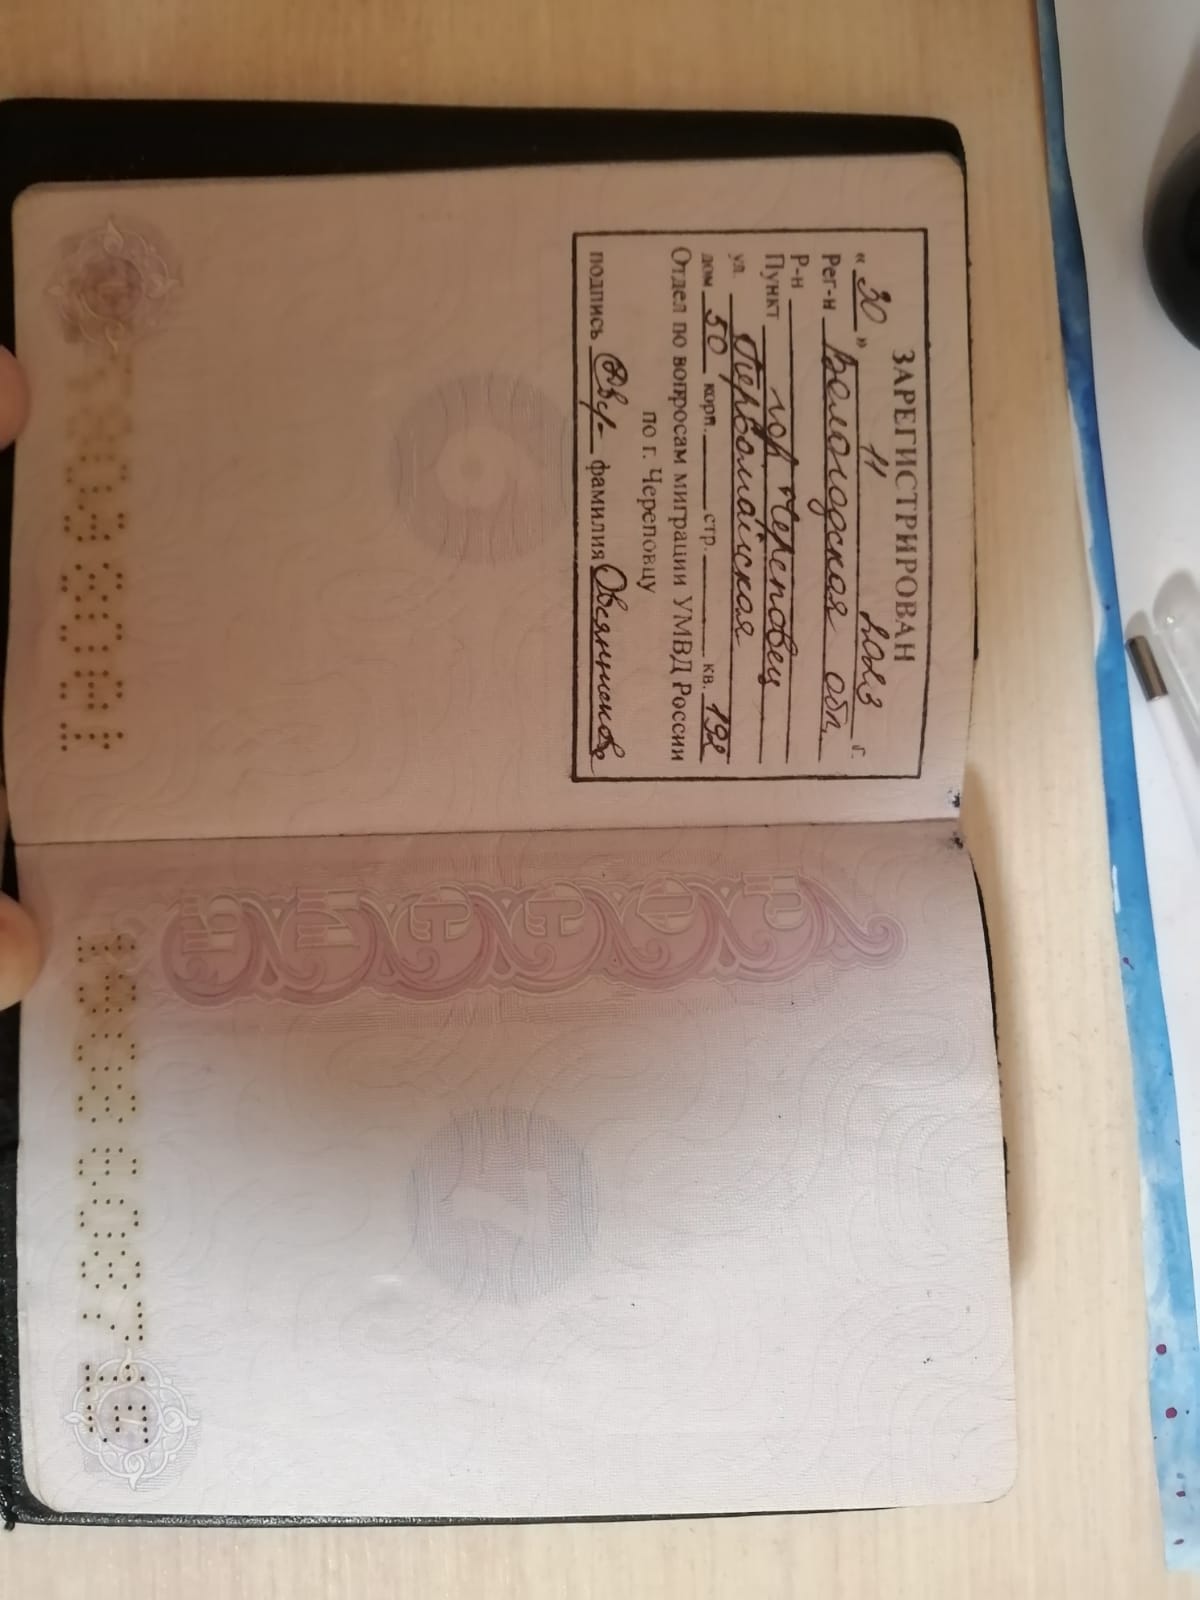 ЗАРЕГИСТРИРОВАН
« 30 » 11 2023 г.
Рег-н Вологодская обл.
Р-н
Пункт гор Череповец
ул. Первомайская
дом 50 корп. стр. кв. 192
Отдел по вопросам миграции УМВД России
по г. Череповцу
подпись фамилия Овсянникова